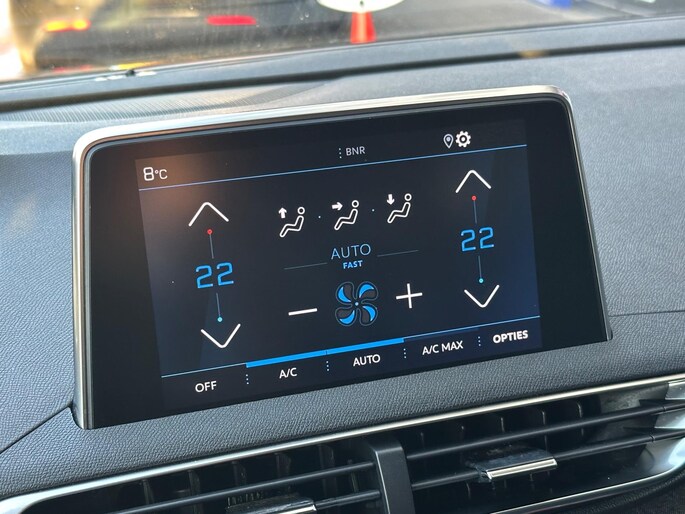 8°C
BNR
22
22
AUTO
FAST
OFF A/C AUTO A/C MAX OPTIES